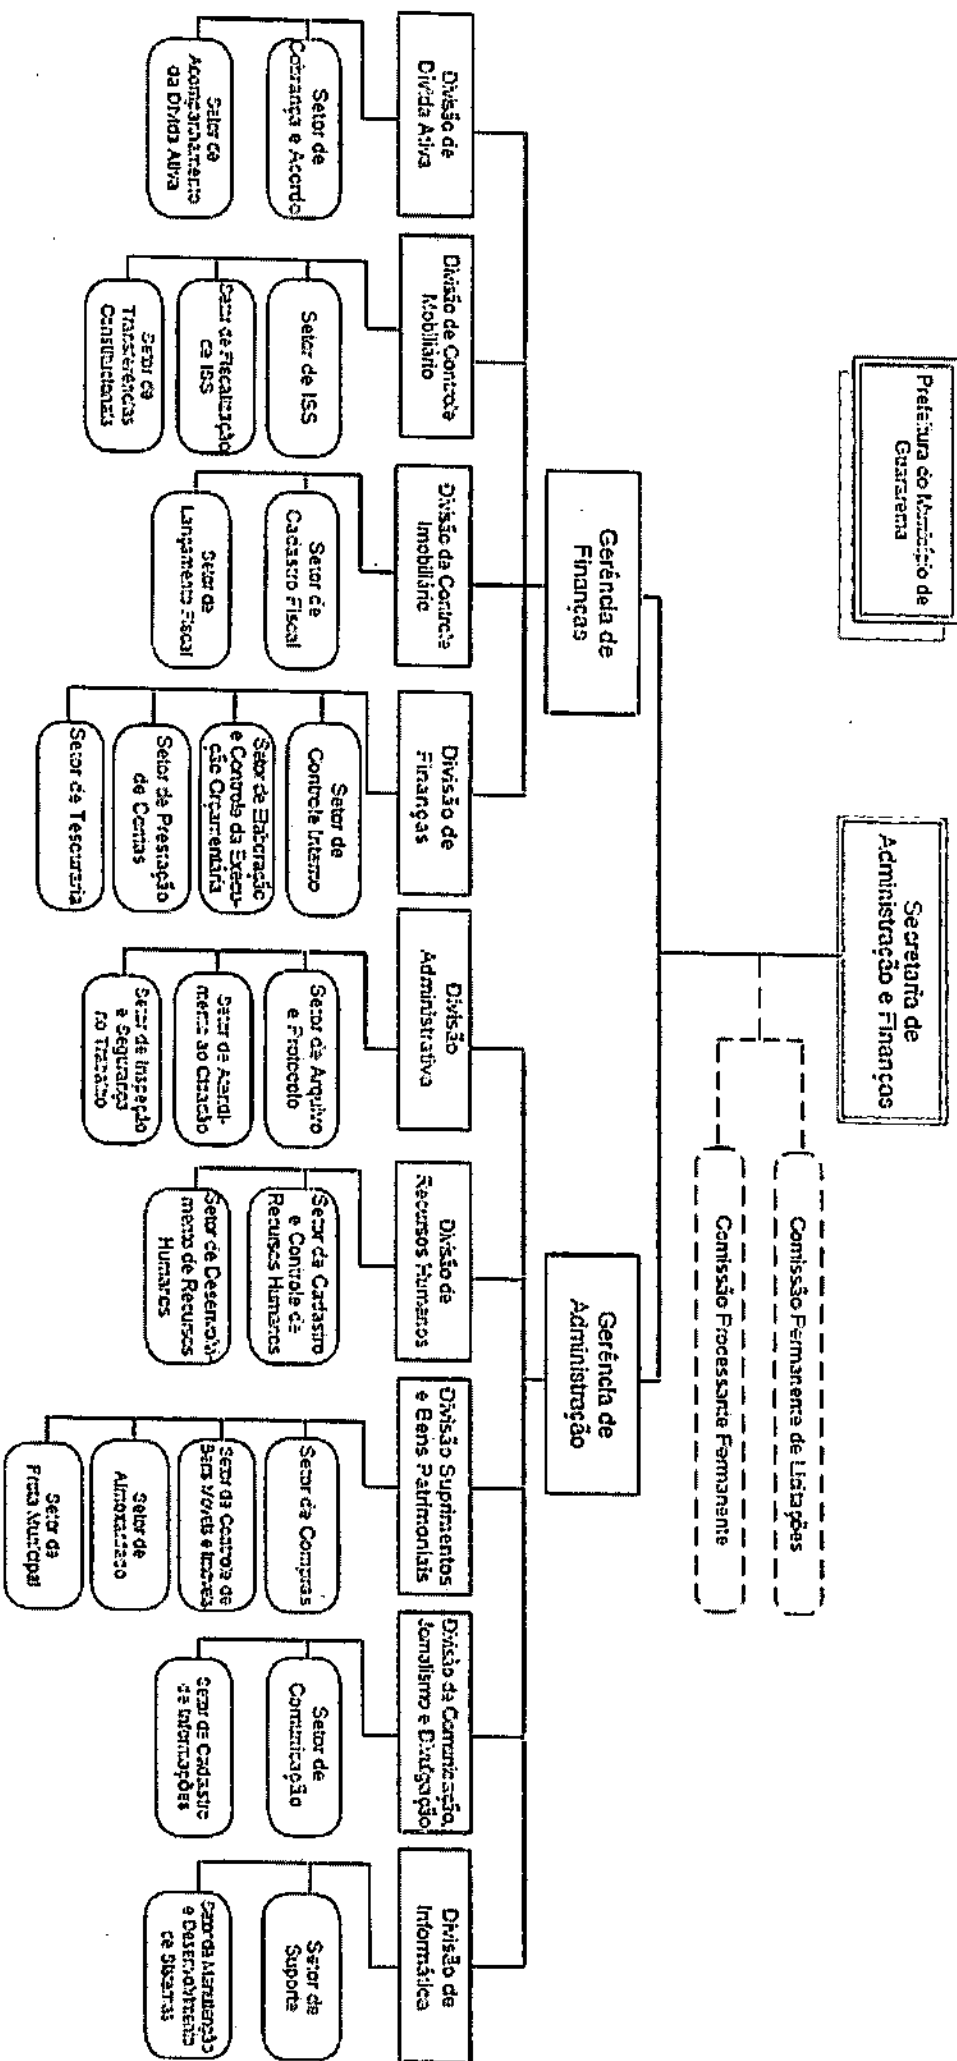 Prefeitura do Município de
Guararema
Secretaria de
Administração e Finanças
Comissão Permanente de Licitações
Comissão Processante Permanente
Gerência de
Finanças
Gerência de
Administração
Divisão de
Dívida Ativa
Setor de
Cobrança e Acordo
Setor de
Acompanhamento
da Dívida Ativa
Divisão de Controle
Mobiliário
Setor de ISS
Setor de Fiscalização
de ISS
Setor de
Transferências
Constitucionais
Divisão de Controle
Imobiliário
Setor de
Cadastro Fiscal
Setor de
Lançamento Fiscal
Divisão de
Finanças
Setor de
Controle Interno
Setor de Elaboração
e Controle da Execu-
ção Orçamentária
Setor de Prestação
de Contas
Setor de Tesouraria
Divisão
Administrativa
Setor de Arquivo
e Protocolo
Setor de Atendi-
mento ao Cidadão
Setor de Inspeção
e Segurança
no Trabalho
Divisão de
Recursos Humanos
Setor de Cadastro
e Controle de
Recursos Humanos
Setor de Desenvolvi-
mento de Recursos
Humanos
Divisão Suprimentos
e Bens Patrimoniais
Setor de Compras
Setor de Controle de
Bens Móveis e Imóveis
Setor de
Almoxarifado
Setor de
Frota Municipal
Divisão de Comunicação,
Jornalismo e Divulgação
Setor de
Comunicação
Setor de Cadastro
de Informações
Divisão de
Informática
Setor de
Suporte
Setor de Manutenção
e Desenvolvimento
de Sistemas